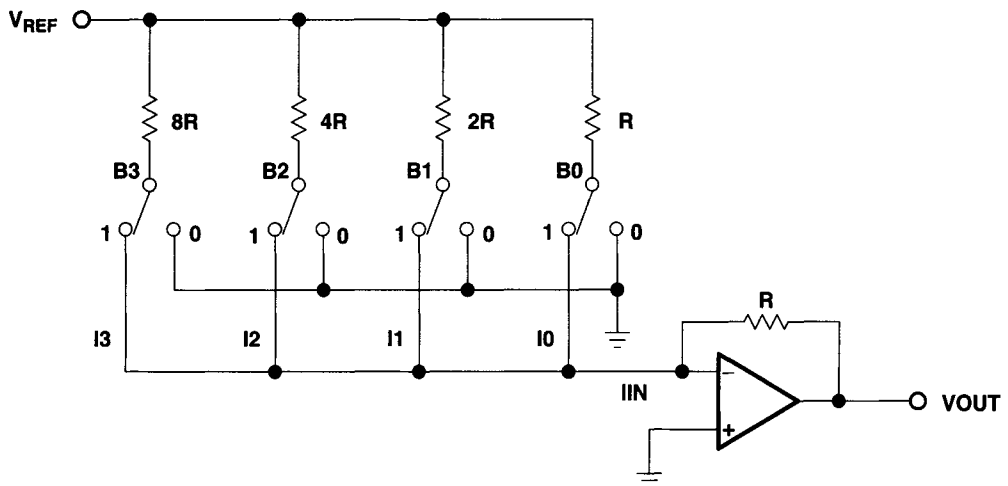 VREF
8R 4R 2R R
B3 B2 B1 B0
1 0 1 0 1 0 1 0
I3 I2 I1 I0
R
IIN
− +
VOUT